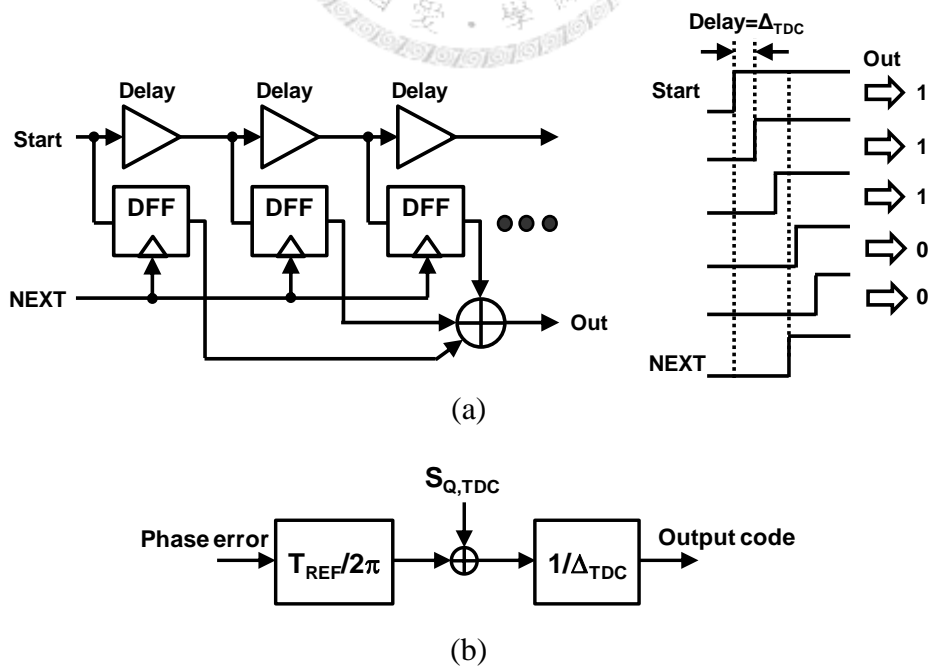 Delay=Δ_TDC
Out
Delay Delay Delay
Start
DFF DFF DFF
NEXT
Out
Start
1
1
1
0
0
NEXT
(a)
S_Q,TDC
Phase error
T_REF/2π
1/Δ_TDC
Output code
(b)